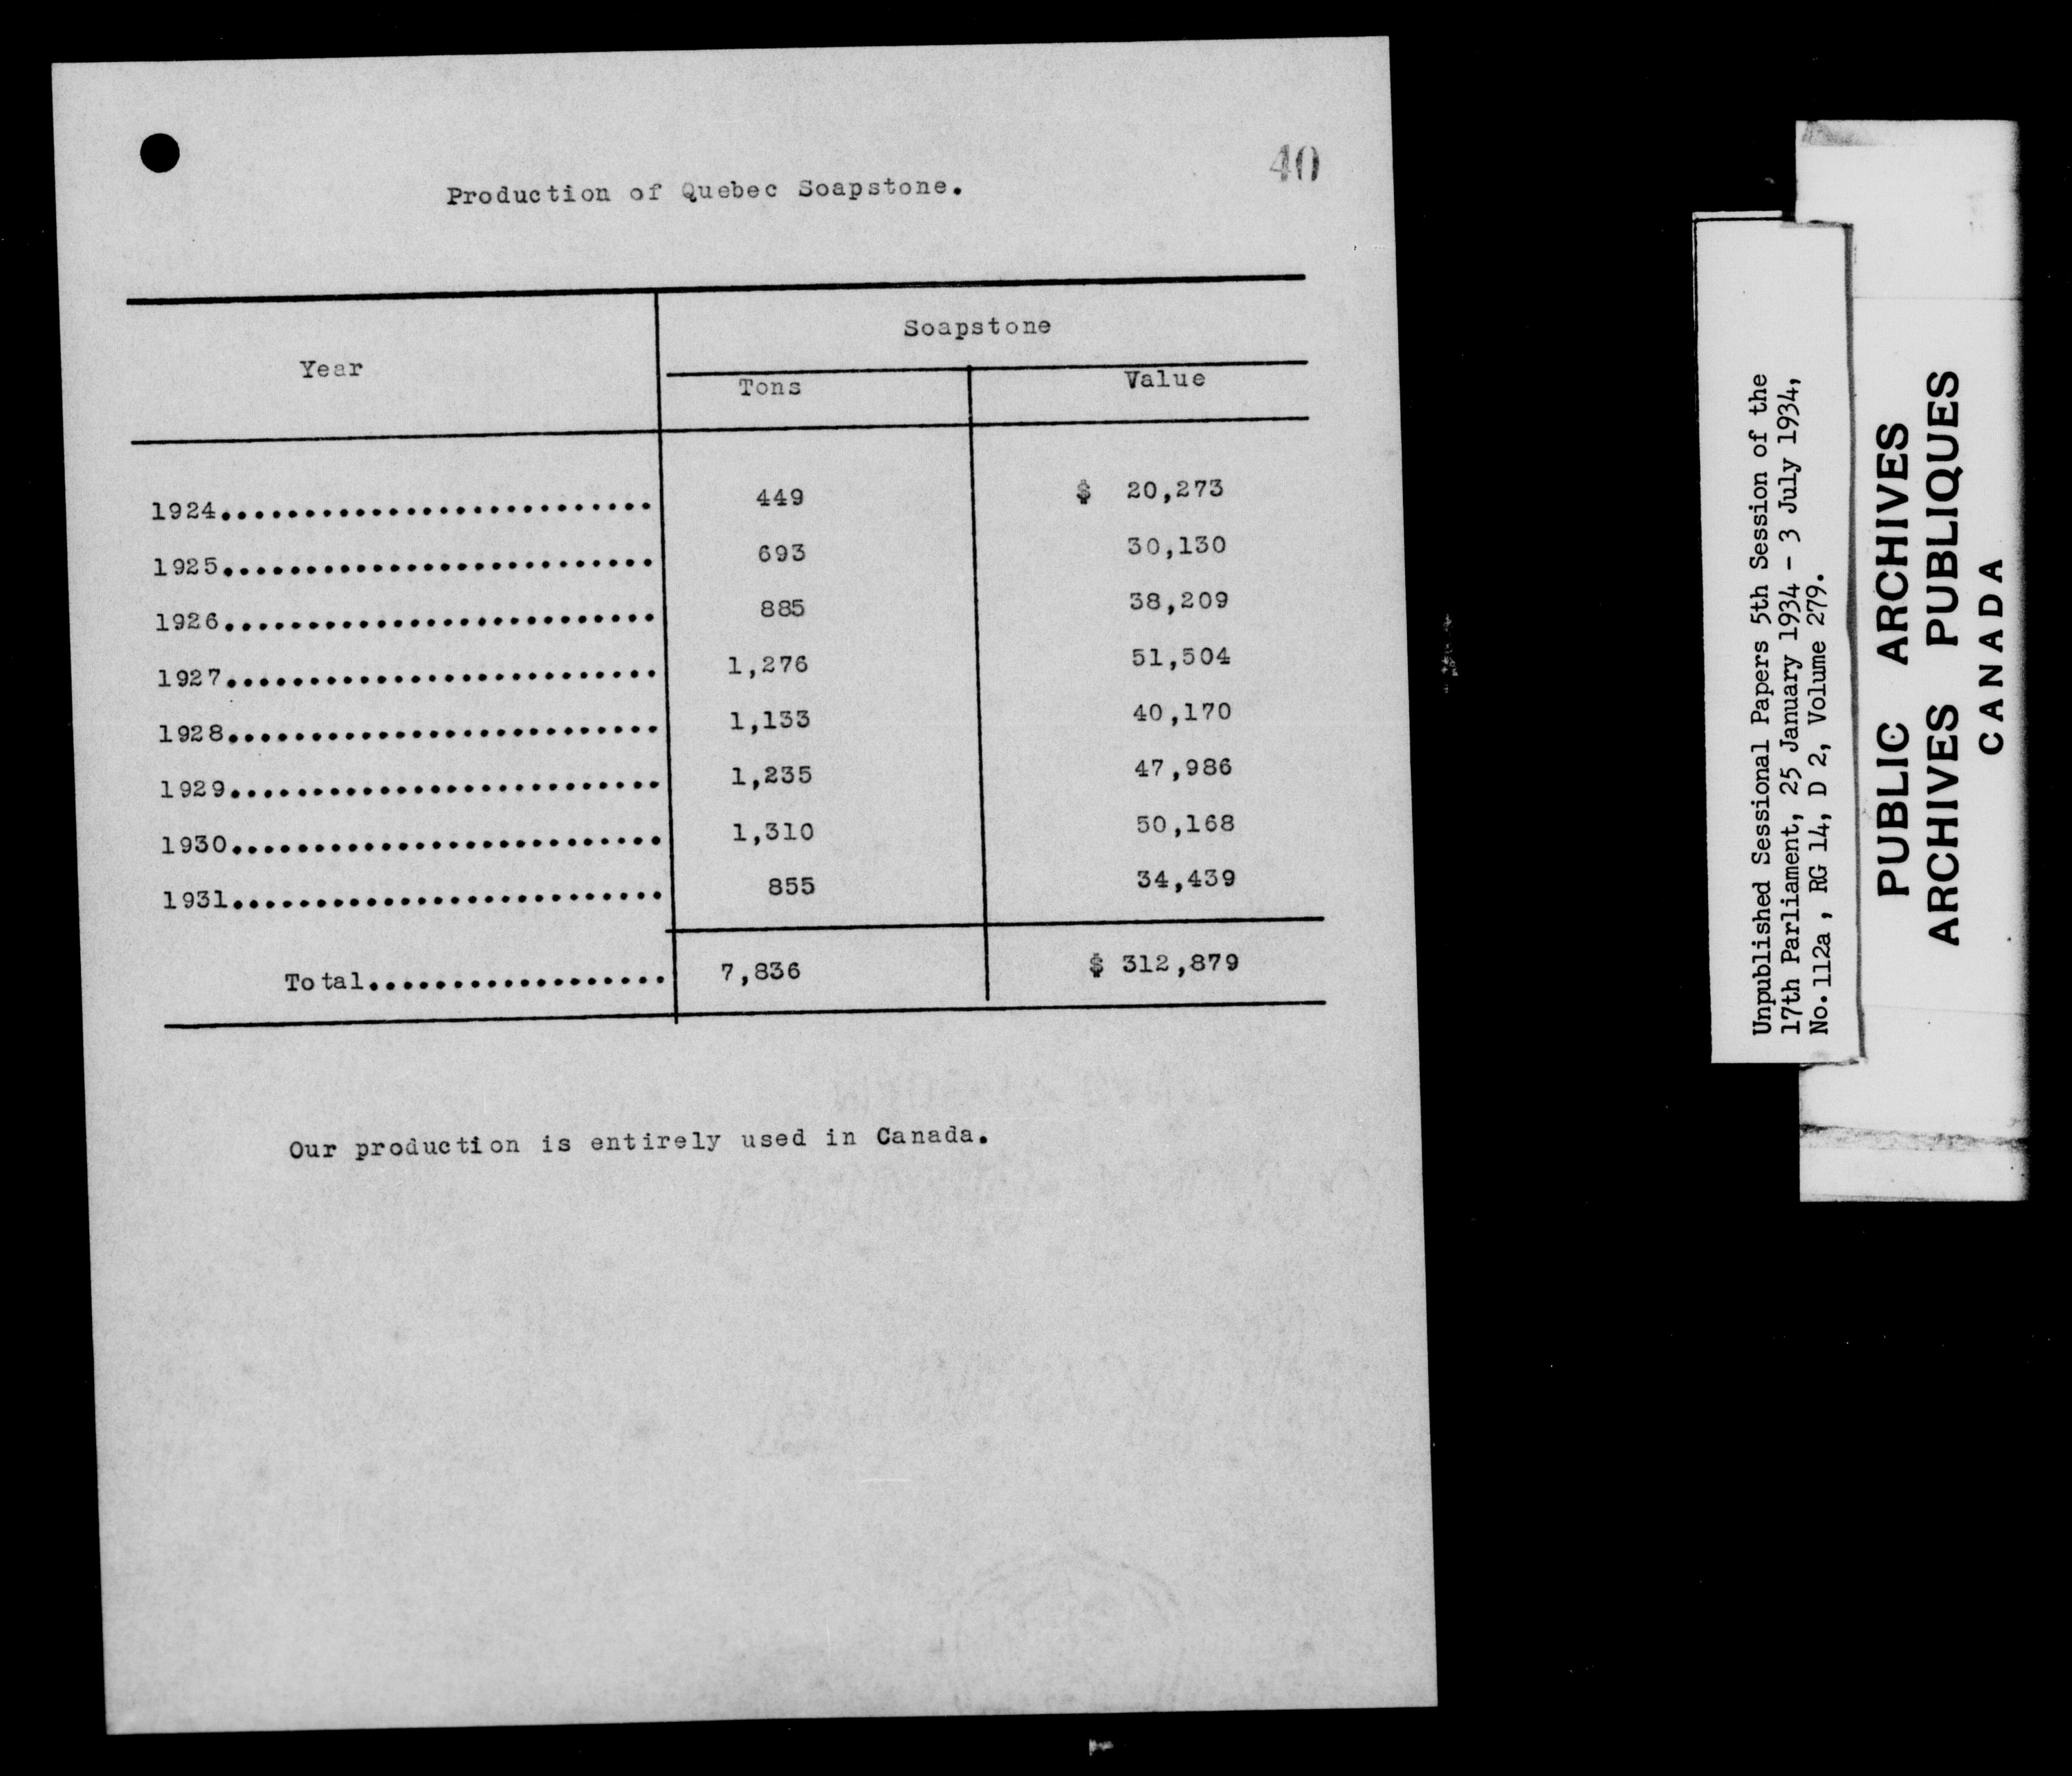 40
Production of Quebec Soapstone.
Year
Soapstone
Tons Value
1924........................... 449 $ 20,273
1925........................... 693 30,130
1926........................... 885 38,209
1927........................... 1,276 51,504
1928........................... 1,133 40,170
1929........................... 1,235 47,986
1930........................... 1,310 50,168
1931........................... 855 34,439
Total.................. 7,836 $ 312,879
Our production is entirely used in Canada.
Unpublished Sessional Papers 5th Session of the
17th Parliament, 25 January 1934 - 3 July 1934,
No.112a , RG 14, D 2, Volume 279.
PUBLIC ARCHIVES
ARCHIVES PUBLIQUES
CANADA